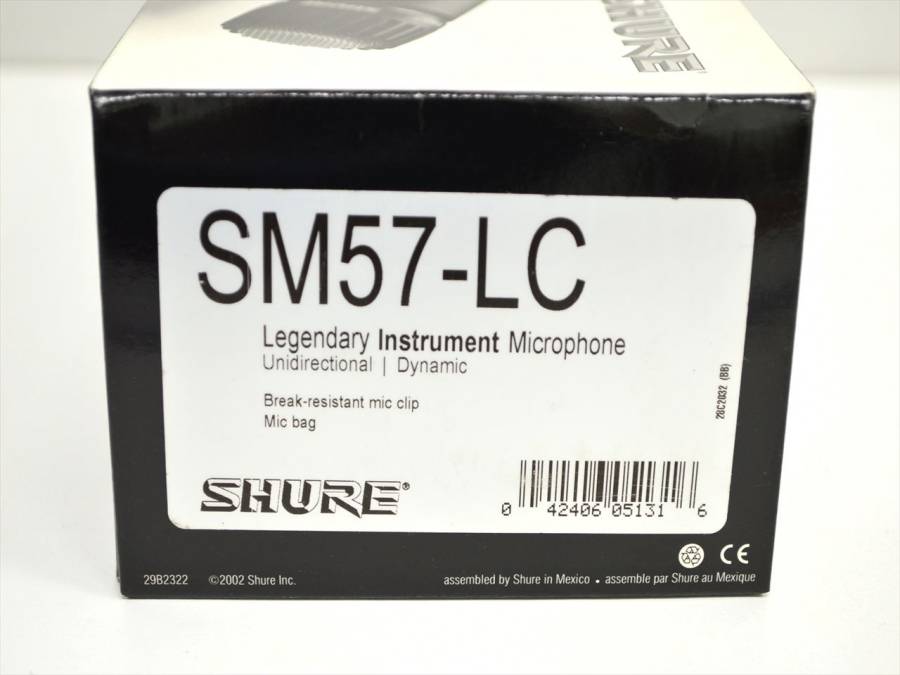 SHURE
SM57-LC
Legendary Instrument Microphone
Unidirectional | Dynamic
Break-resistant mic clip
Mic bag
28C2032 (BB)
SHURE®
0 42406 05131 6
CE
29B2322 ©2002 Shure Inc. assembled by Shure in Mexico • assemble par Shure au Mexique